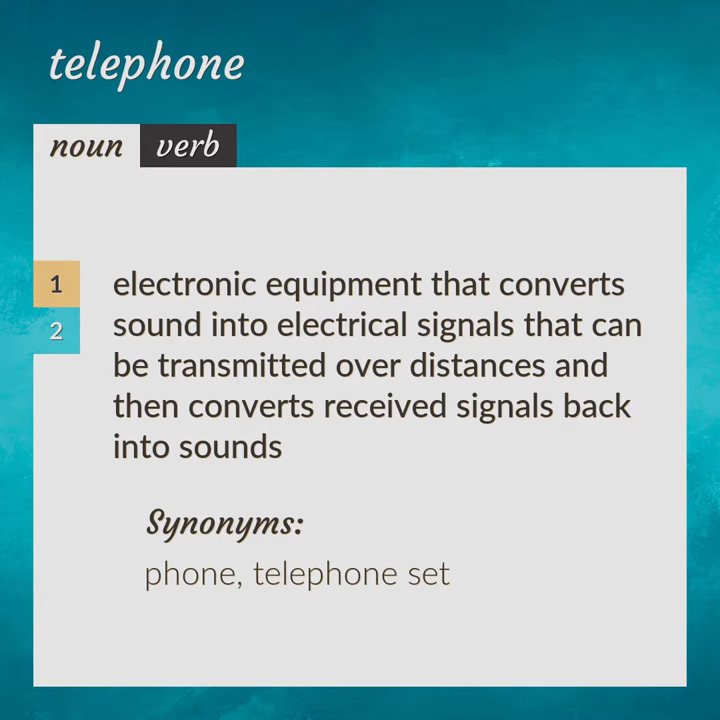 telephone
noun verb
1 electronic equipment that converts
2 sound into electrical signals that can
be transmitted over distances and
then converts received signals back
into sounds
Synonyms:
phone, telephone set